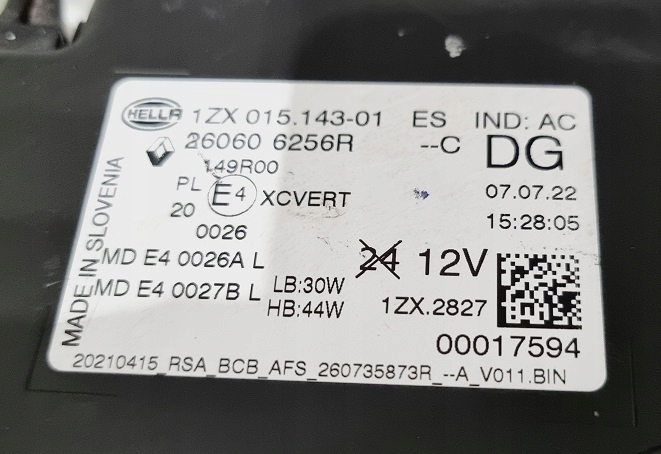 HELLA 1ZX 015.143-01 ES IND: AC
26060 6256R --C DG
149R00
PL E4 XCVERT 07.07.22
20 15:28:05
0026
MADE IN SLOVENIA
MD E4 0026A L 24 12V
MD E4 0027B L LB:30W
HB:44W 1ZX.2827
00017594
20210415_RSA_BCB_AFS_260735873R_--A_V011.BIN